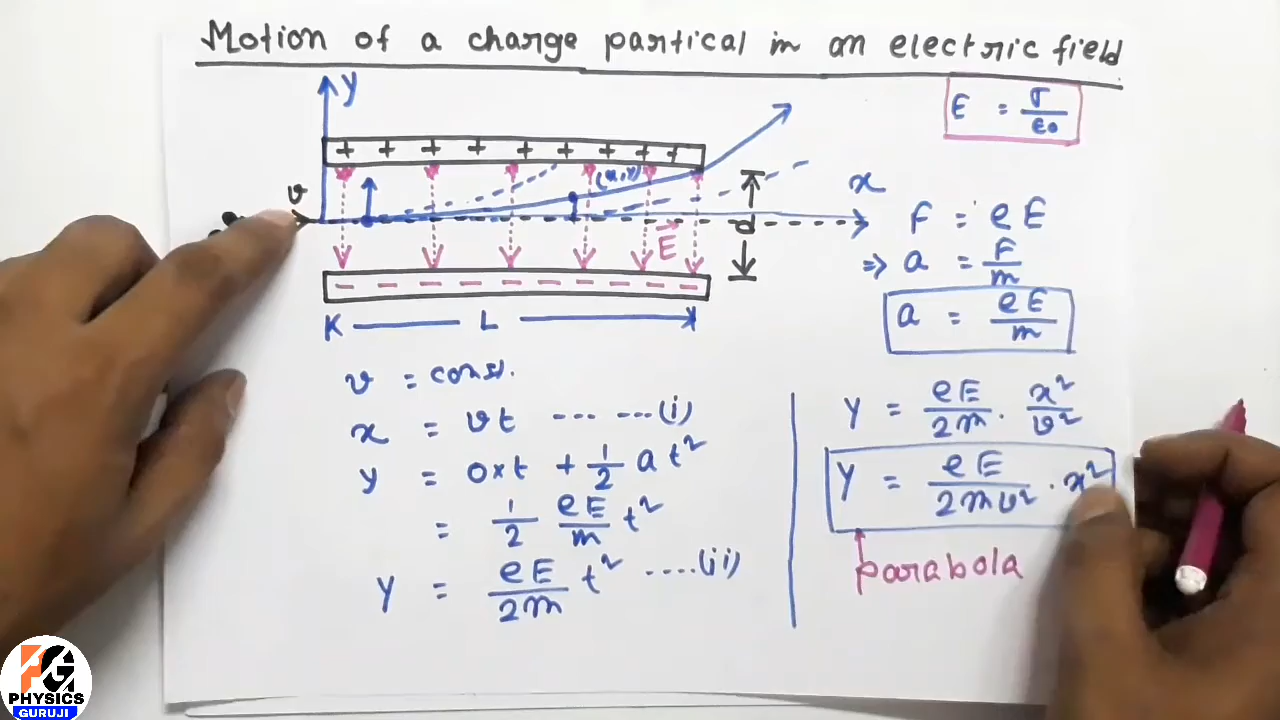 Motion of a charge partical in an electric field
E = σ/ε0
y
+ + + + + + + + +
v
(x,y)
x
d
E
- - - - - - - - - -
L
F = eE
⇒ a = F/m
a = eE/m
v = const.
x = vt --- ---(i)
y = 0×t + 1/2 at²
= 1/2 eE/m t²
y = eE/2m t² ....(ii)
y = eE/2m . x²/v²
y = eE/2mv² . x²
parabola
PG
PHYSICS
GURUJI